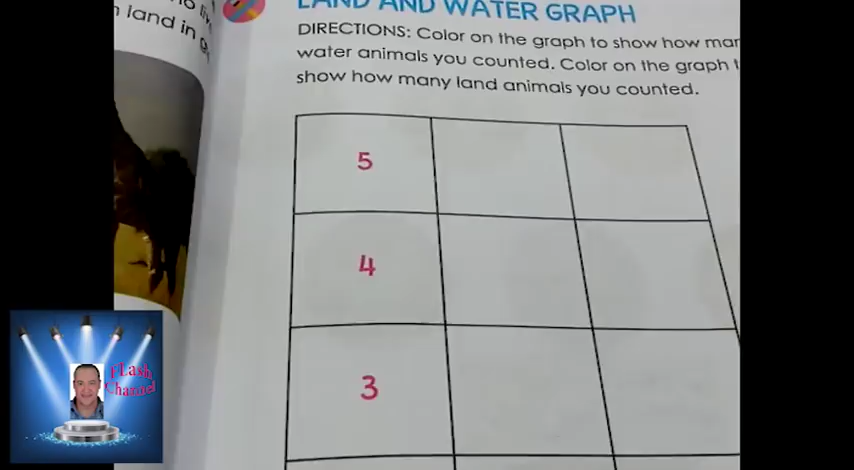 land in
LAND AND WATER GRAPH
DIRECTIONS: Color on the graph to show how
water animals you counted. Color on the graph
show how many land animals you counted.
5
4
3
FLash
Channel